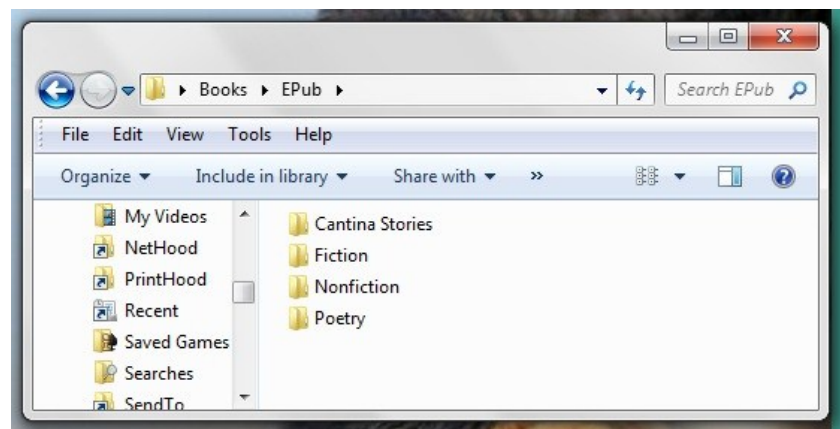 Books EPub Search EPub
File Edit View Tools Help
Organize Include in library Share with »
My Videos
NetHood
PrintHood
Recent
Saved Games
Searches
SendTo
Cantina Stories
Fiction
Nonfiction
Poetry